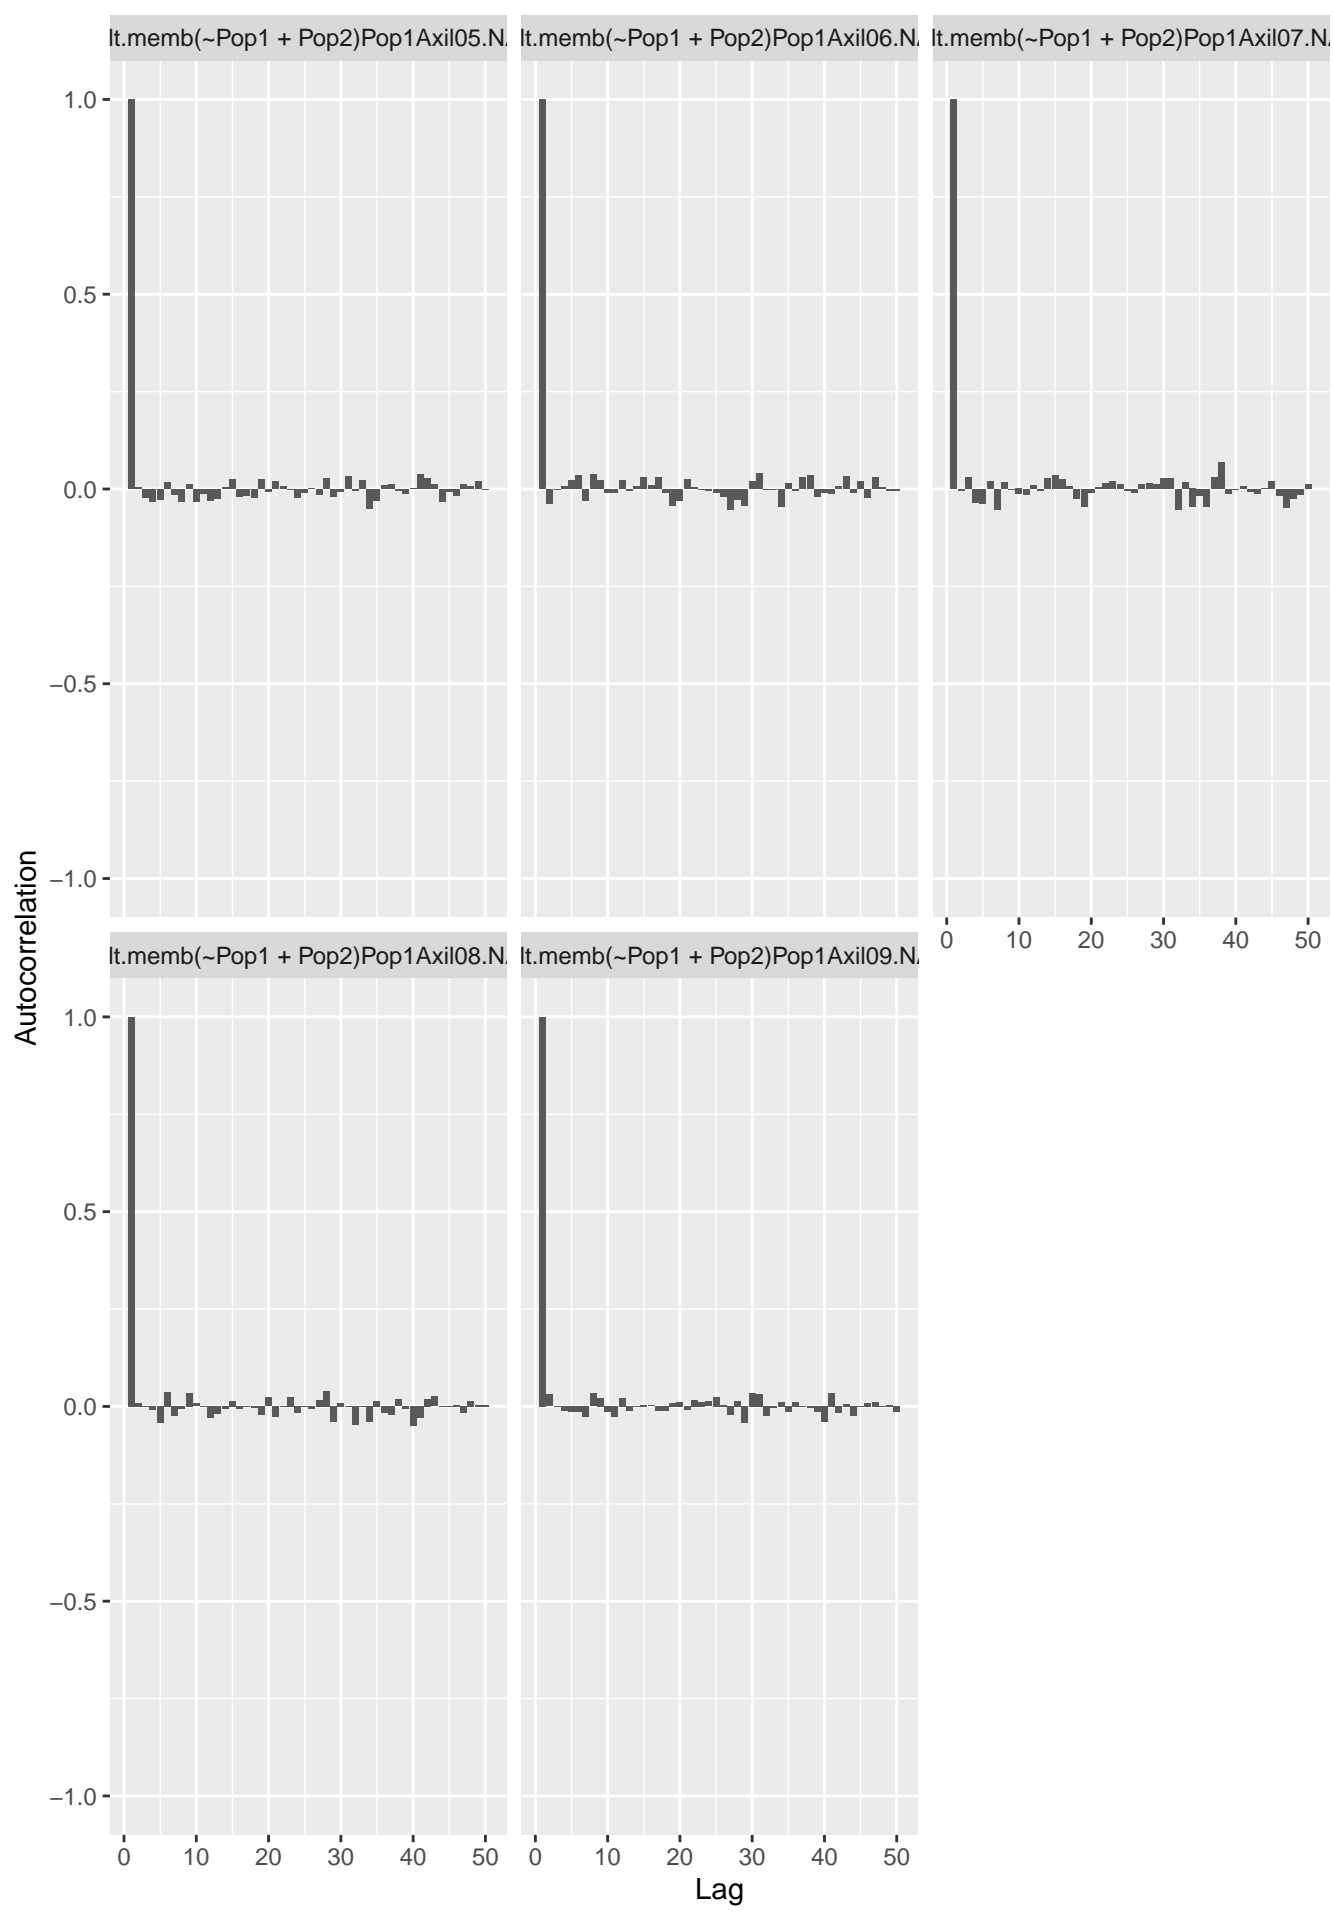 lt.memb(~Pop1 + Pop2)Pop1Axil05.N lt.memb(~Pop1 + Pop2)Pop1Axil06.N lt.memb(~Pop1 + Pop2)Pop1Axil07.N
1.0
0.5
0.0
−0.5
−1.0
0 10 20 30 40 50
Autocorrelation
lt.memb(~Pop1 + Pop2)Pop1Axil08.N lt.memb(~Pop1 + Pop2)Pop1Axil09.N
1.0
0.5
0.0
−0.5
−1.0
0 10 20 30 40 50 0 10 20 30 40 50
Lag